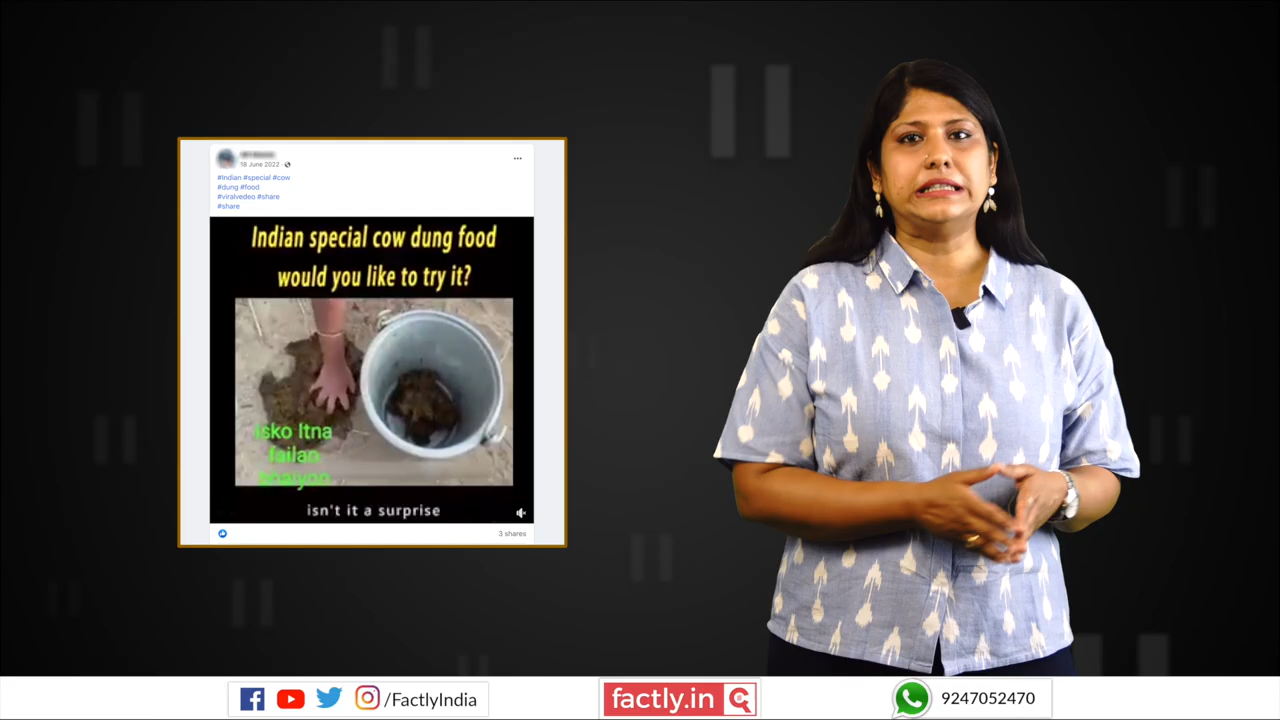 18 June 2022
#Indian #special #cow
#dung #food
#viralvedeo #share
#share
Indian special cow dung food
would you like to try it?
Isko Itna
failan
bhaiyon
isn't it a surprise
3 shares
/FactlyIndia
factly.in
9247052470